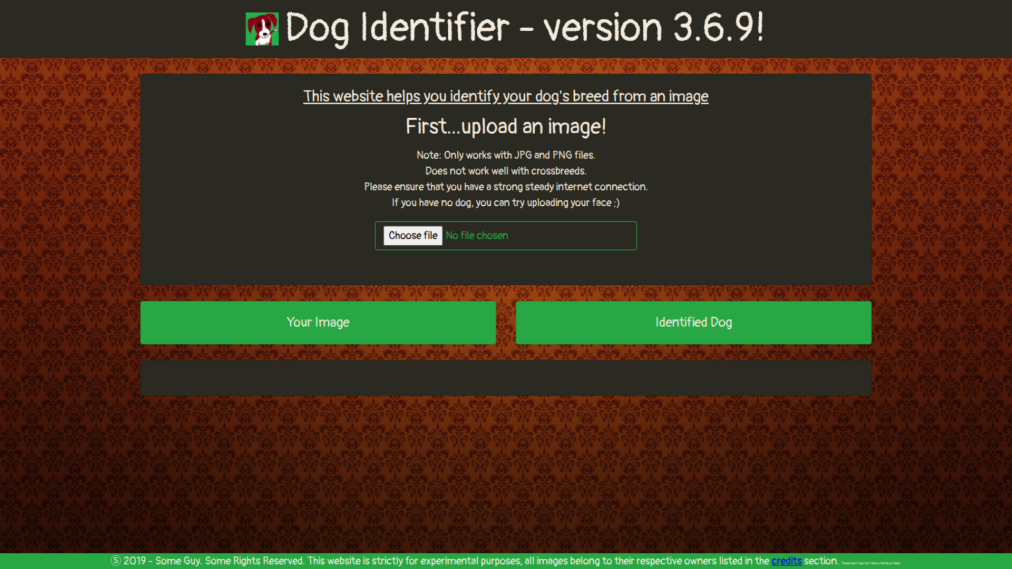 Dog Identifier - version 3.6.9!
This website helps you identify your dog's breed from an image
First...upload an image!
Note: Only works with JPG and PNG files.
Does not work well with crossbreeds.
Please ensure that you have a strong steady internet connection.
If you have no dog, you can try uploading your face ;)
Choose file No file chosen
Your Image
Identified Dog
Ⓢ 2019 - Some Guy. Some Rights Reserved. This website is strictly for experimental purposes, all images belong to their respective owners listed in the credits section.